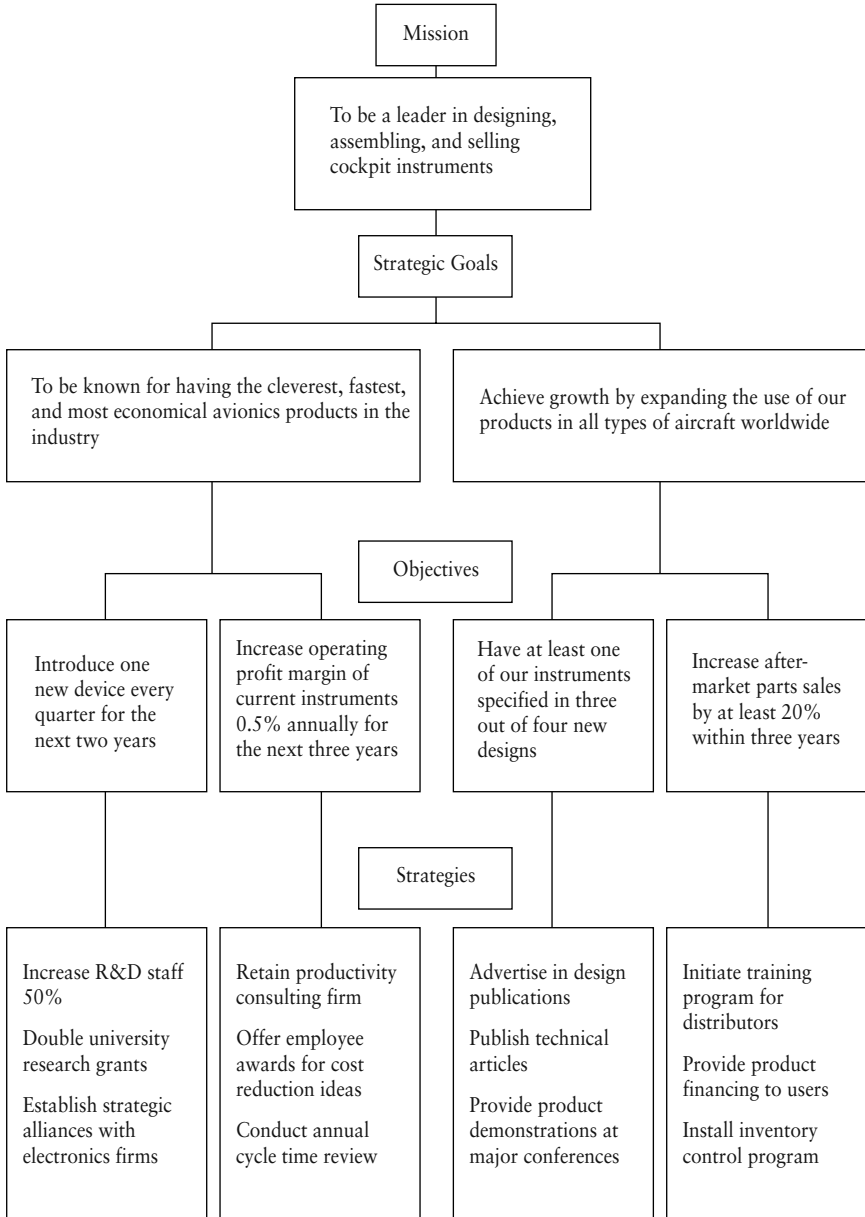 Mission
To be a leader in designing,
assembling, and selling
cockpit instruments
Strategic Goals
To be known for having the cleverest, fastest,
and most economical avionics products in the
industry
Achieve growth by expanding the use of our
products in all types of aircraft worldwide
Objectives
Introduce one
new device every
quarter for the
next two years
Increase operating
profit margin of
current instruments
0.5% annually for
the next three years
Have at least one
of our instruments
specified in three
out of four new
designs
Increase after-
market parts sales
by at least 20%
within three years
Strategies
Increase R&D staff
50%
Double university
research grants
Establish strategic
alliances with
electronics firms
Retain productivity
consulting firm
Offer employee
awards for cost
reduction ideas
Conduct annual
cycle time review
Advertise in design
publications
Publish technical
articles
Provide product
demonstrations at
major conferences
Initiate training
program for
distributors
Provide product
financing to users
Install inventory
control program